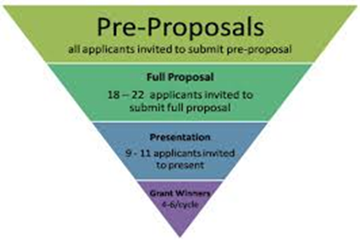 Pre-Proposals
all applicants invited to submit pre-proposal
Full Proposal
18 – 22 applicants invited to
submit full proposal
Presentation
9 - 11 applicants invited
to present
Grant Winners
4-6/cycle